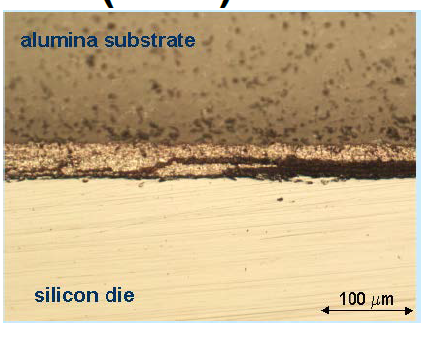 alumina substrate
silicon die
100 μm